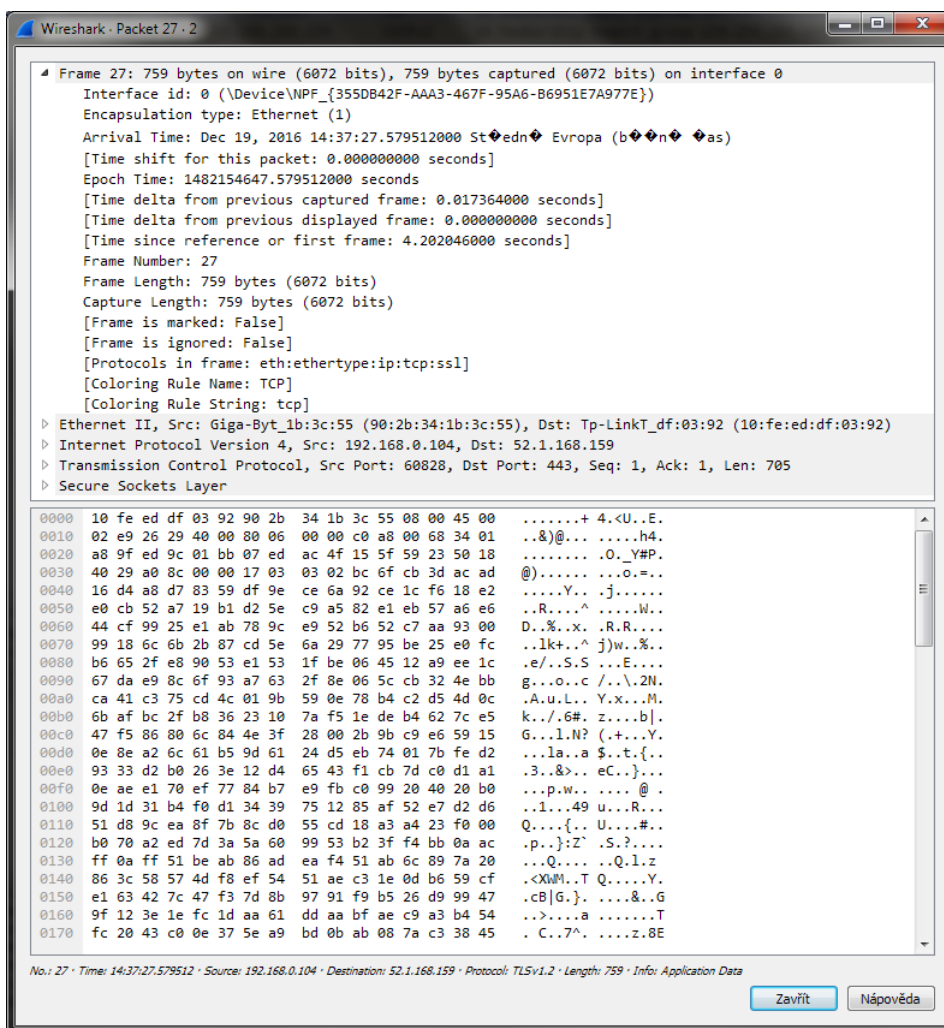 Wireshark · Packet 27 · 2
Frame 27: 759 bytes on wire (6072 bits), 759 bytes captured (6072 bits) on interface 0
Interface id: 0 (\Device\NPF_{355DB42F-AAA3-467F-95A6-B6951E7A977E})
Encapsulation type: Ethernet (1)
Arrival Time: Dec 19, 2016 14:37:27.579512000 St�edn� Evropa (b��n� �as)
[Time shift for this packet: 0.000000000 seconds]
Epoch Time: 1482154647.579512000 seconds
[Time delta from previous captured frame: 0.017364000 seconds]
[Time delta from previous displayed frame: 0.000000000 seconds]
[Time since reference or first frame: 4.202046000 seconds]
Frame Number: 27
Frame Length: 759 bytes (6072 bits)
Capture Length: 759 bytes (6072 bits)
[Frame is marked: False]
[Frame is ignored: False]
[Protocols in frame: eth:ethertype:ip:tcp:ssl]
[Coloring Rule Name: TCP]
[Coloring Rule String: tcp]
Ethernet II, Src: Giga-Byt_1b:3c:55 (90:2b:34:1b:3c:55), Dst: Tp-LinkT_df:03:92 (10:fe:ed:df:03:92)
Internet Protocol Version 4, Src: 192.168.0.104, Dst: 52.1.168.159
Transmission Control Protocol, Src Port: 60828, Dst Port: 443, Seq: 1, Ack: 1, Len: 705
Secure Sockets Layer
0000 10 fe ed df 03 92 90 2b 34 1b 3c 55 08 00 45 00 .......+ 4.<U..E.
0010 02 e9 26 29 40 00 80 06 00 00 c0 a8 00 68 34 01 ..&)@... .....h4.
0020 a8 9f ed 9c 01 bb 07 ed ac 4f 15 5f 59 23 50 18 ........ .O._Y#P.
0030 40 29 a0 8c 00 00 17 03 03 02 bc 6f cb 3d ac ad @)...... ...o.=..
0040 16 d4 a8 d7 83 59 df 9e ce 6a 92 ce 1c f6 18 e2 .....Y.. .j......
0050 e0 cb 52 a7 19 b1 d2 5e c9 a5 82 e1 eb 57 a6 e6 ..R....^ .....W..
0060 44 cf 99 25 e1 ab 78 9c e9 52 b6 52 c7 aa 93 00 D..%..x. .R.R....
0070 99 18 6c 6b 2b 87 cd 5e 6a 29 77 95 be 25 e0 fc ..lk+..^ j)w..%..
0080 b6 65 2f e8 90 53 e1 53 1f be 06 45 12 a9 ee 1c .e/..S.S ...E....
0090 67 da e9 8c 6f 93 a7 63 2f 8e 06 5c cb 32 4e bb g...o..c /..\.2N.
00a0 ca 41 c3 75 cd 4c 01 9b 59 0e 78 b4 c2 d5 4d 0c .A.u.L.. Y.x...M.
00b0 6b af bc 2f b8 36 23 10 7a f5 1e de b4 62 7c e5 k../.6#. z....b|.
00c0 47 f5 86 80 6c 84 4e 3f 28 00 2b 9b c9 e6 59 15 G...l.N? (.+...Y.
00d0 0e 8e a2 6c 61 b5 9d 61 24 d5 eb 74 01 7b fe d2 ...la..a $..t.{..
00e0 93 33 d2 b0 26 3e 12 d4 65 43 f1 cb 7d c0 d1 a1 .3..&>.. eC..}...
00f0 0e ae e1 70 ef 77 84 b7 e9 fb c0 99 20 40 20 b0 ...p.w.. .... @ .
0100 9d 1d 31 b4 f0 d1 34 39 75 12 85 af 52 e7 d2 d6 ..1...49 u...R...
0110 51 d8 9c ea 8f 7b 8c d0 55 cd 18 a3 a4 23 f0 00 Q....{.. U....#..
0120 b0 70 a2 ed 7d 3a 5a 60 99 53 b2 3f f4 bb 0a ac .p..}:Z` .S.?....
0130 ff 0a ff 51 be ab 86 ad ea f4 51 ab 6c 89 7a 20 ...Q.... ..Q.l.z
0140 86 3c 58 57 4d f8 ef 54 51 ae c3 1e 0d b6 59 cf .<XWM..T Q.....Y.
0150 e1 63 42 7c 47 f3 7d 8b 97 91 f9 b5 26 d9 99 47 .cB|G.}. ....&..G
0160 9f 12 3e 1e fc 1d aa 61 dd aa bf ae c9 a3 b4 54 ..>....a .......T
0170 fc 20 43 c0 0e 37 5e a9 bd 0b ab 08 7a c3 38 45 . C..7^. ....z.8E
No.: 27 · Time: 14:37:27.579512 · Source: 192.168.0.104 · Destination: 52.1.168.159 · Protocol: TLSv1.2 · Length: 759 · Info: Application Data
Zavřít Nápověda